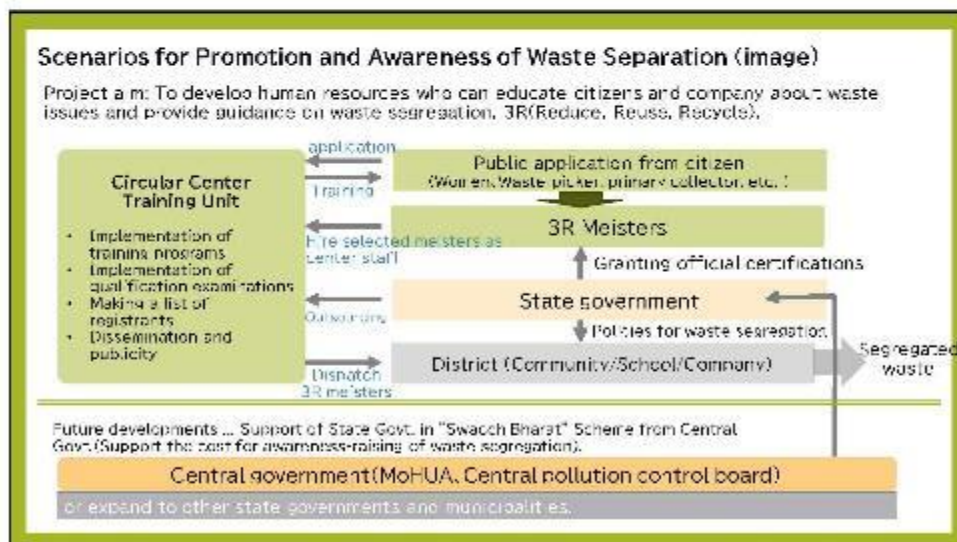 Scenarios for Promotion and Awareness of Waste Separation (image)
Project aim: To develop human resources who can educate citizens and company about waste
issues and provide guidance on waste segregation, 3R(Reduce, Reuse, Recycle).
application
Training
Public application from citizen
(Women, Waste picker, primary collector, etc.)
Circular Center
Training Unit
• Implementation of
training programs
• Implementation of
qualification examinations
• Making a list of
registrants
• Dissemination and
publicity
3R Meisters
Hire selected meisters as
center staff
Granting official certifications
State government
Outsourcing
Policies for waste segregation
District (Community/School/Company)
Dispatch
3R meisters
Segregated
waste
Future developments ... Support of State Govt. in "Swacch Bharat" Scheme from Central
Govt.(Support the cost for awareness-raising of waste segregation).
Central government(MoHUA, Central pollution control board)
or expand to other state governments and municipalities.